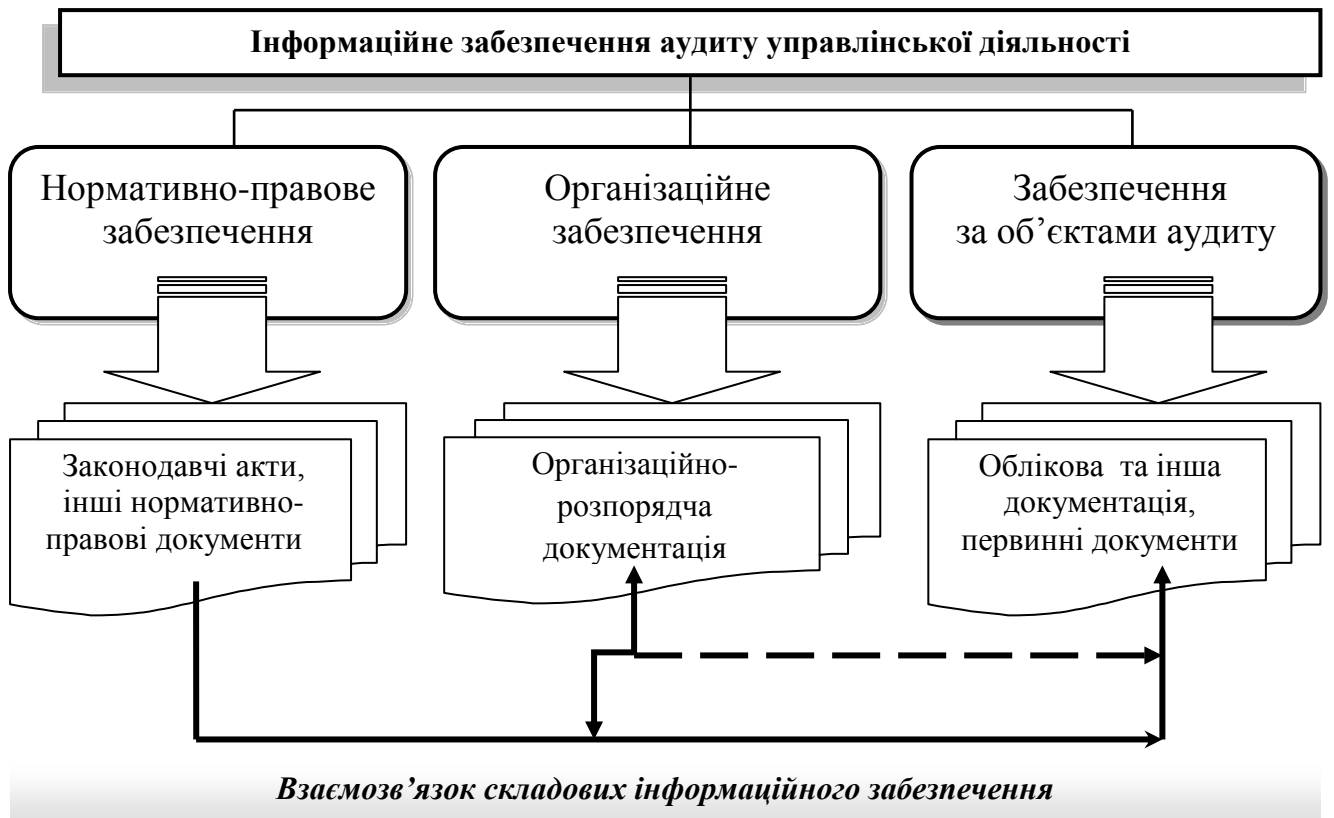 Інформаційне забезпечення аудиту управлінської діяльності
Нормативно-правове
забезпечення
Організаційне
забезпечення
Забезпечення
за об’єктами аудиту
Законодавчі акти,
інші нормативно-
правові документи
Організаційно-
розпорядча
документація
Облікова та інша
документація,
первинні документи
Взаємозв’язок складових інформаційного забезпечення